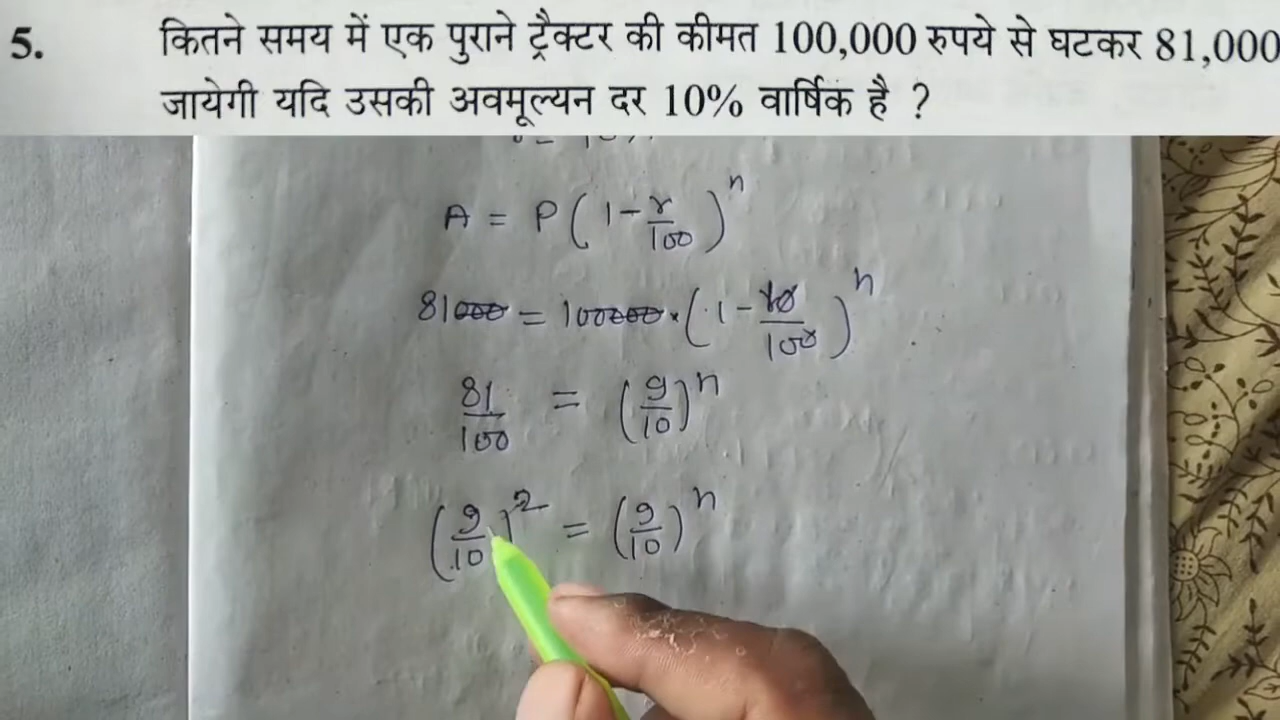 5. कितने समय में एक पुराने ट्रैक्टर की कीमत 100,000 रुपये से घटकर 81,000
जायेगी यदि उसकी अवमूल्यन दर 10% वार्षिक है ?
A = P(1-r/100)^n
81000 = 100000×(1-10/100)^n
81/100 = (9/10)^n
(9/10)^2 = (9/10)^n